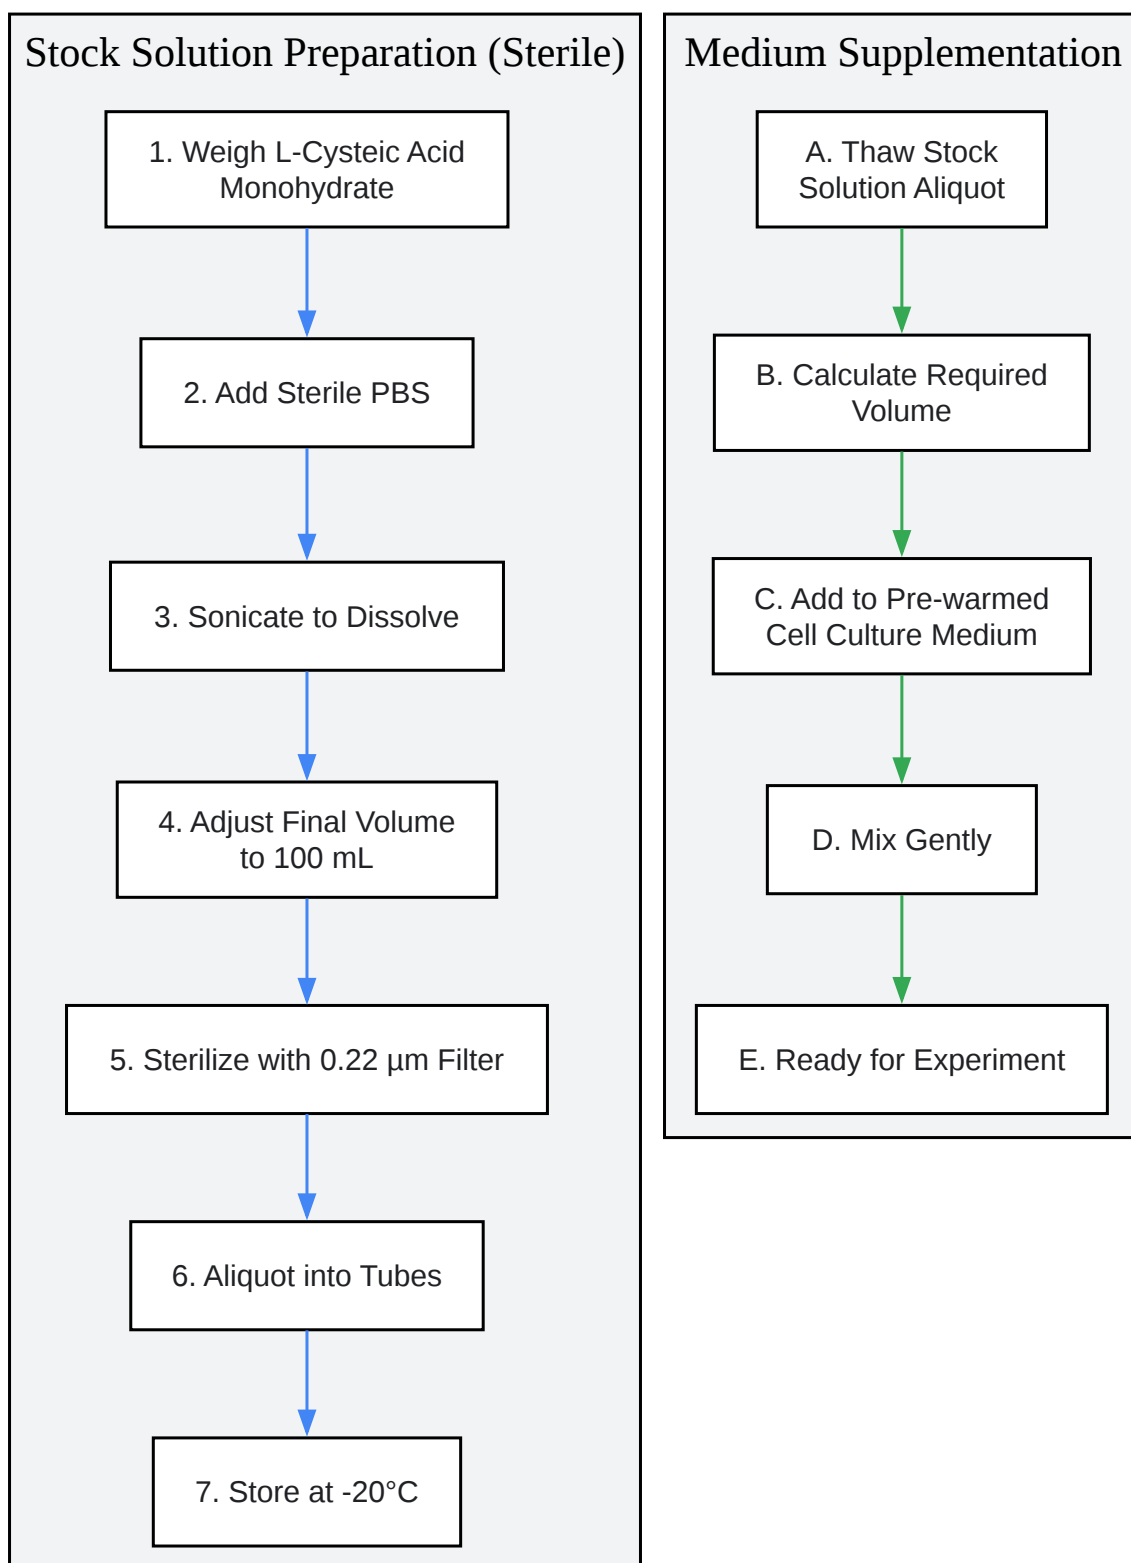 Stock Solution Preparation (Sterile)
1. Weigh L-Cysteic Acid
Monohydrate
2. Add Sterile PBS
3. Sonicate to Dissolve
4. Adjust Final Volume
to 100 mL
5. Sterilize with 0.22 µm Filter
6. Aliquot into Tubes
7. Store at -20°C
Medium Supplementation
A. Thaw Stock
Solution Aliquot
B. Calculate Required
Volume
C. Add to Pre-warmed
Cell Culture Medium
D. Mix Gently
E. Ready for Experiment